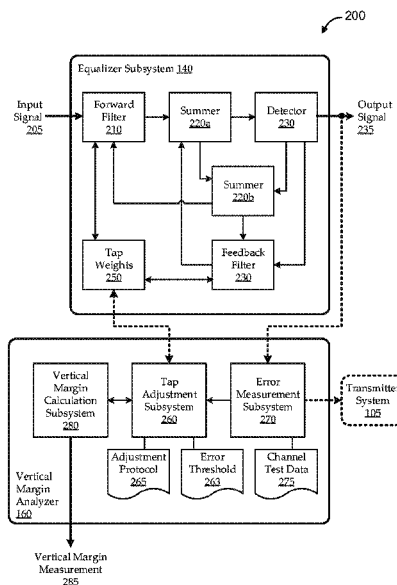 200
Equalizer Subsystem 140
Input
Signal
205
Forward
Filter
210
Summer
220a
Detector
230
Output
Signal
235
Summer
220b
Tap
Weights
250
Feedback
Filter
230
Vertical
Margin
Calculation
Subsystem
280
Tap
Adjustment
Subsystem
260
Error
Measurement
Subsystem
270
Transmitter
System
105
Adjustment
Protocol
265
Error
Threshold
263
Channel
Test Data
275
Vertical
Margin
Analyzer
160
Vertical Margin
Measurement
285